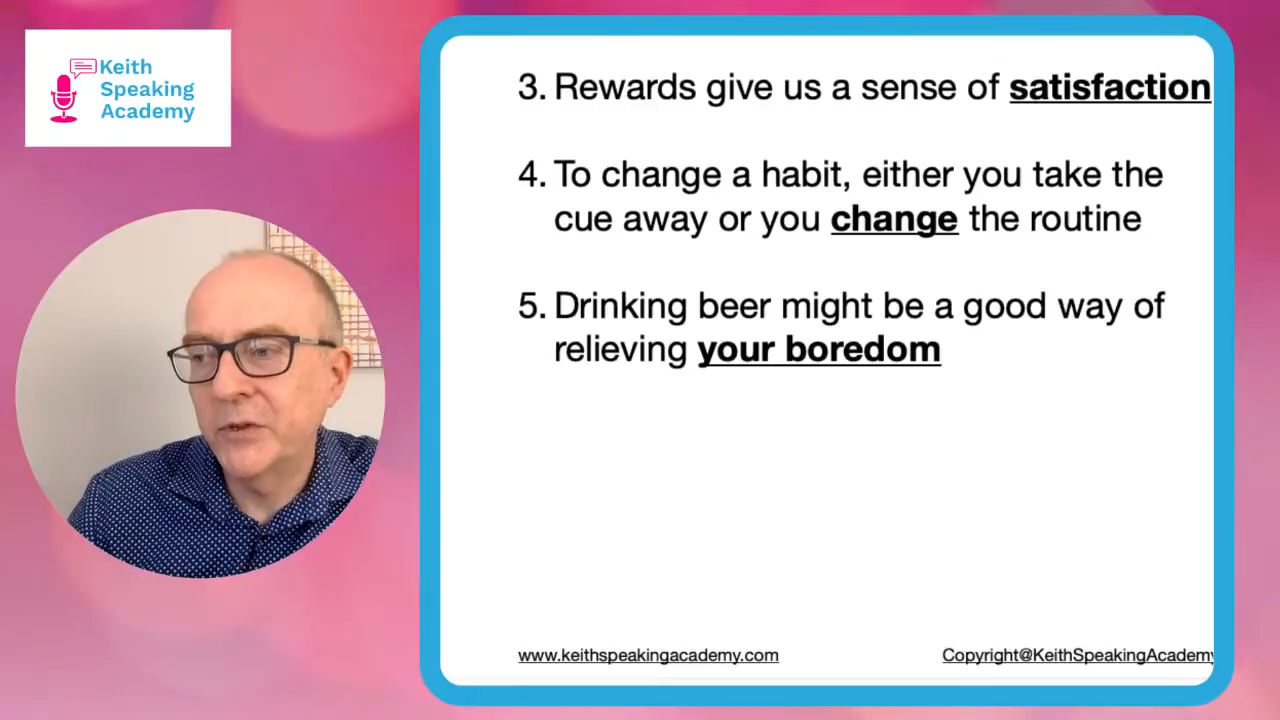 Keith
Speaking
Academy
3. Rewards give us a sense of satisfaction
4. To change a habit, either you take the
cue away or you change the routine
5. Drinking beer might be a good way of
relieving your boredom
www.keithspeakingacademy.com
Copyright@KeithSpeakingAcademy